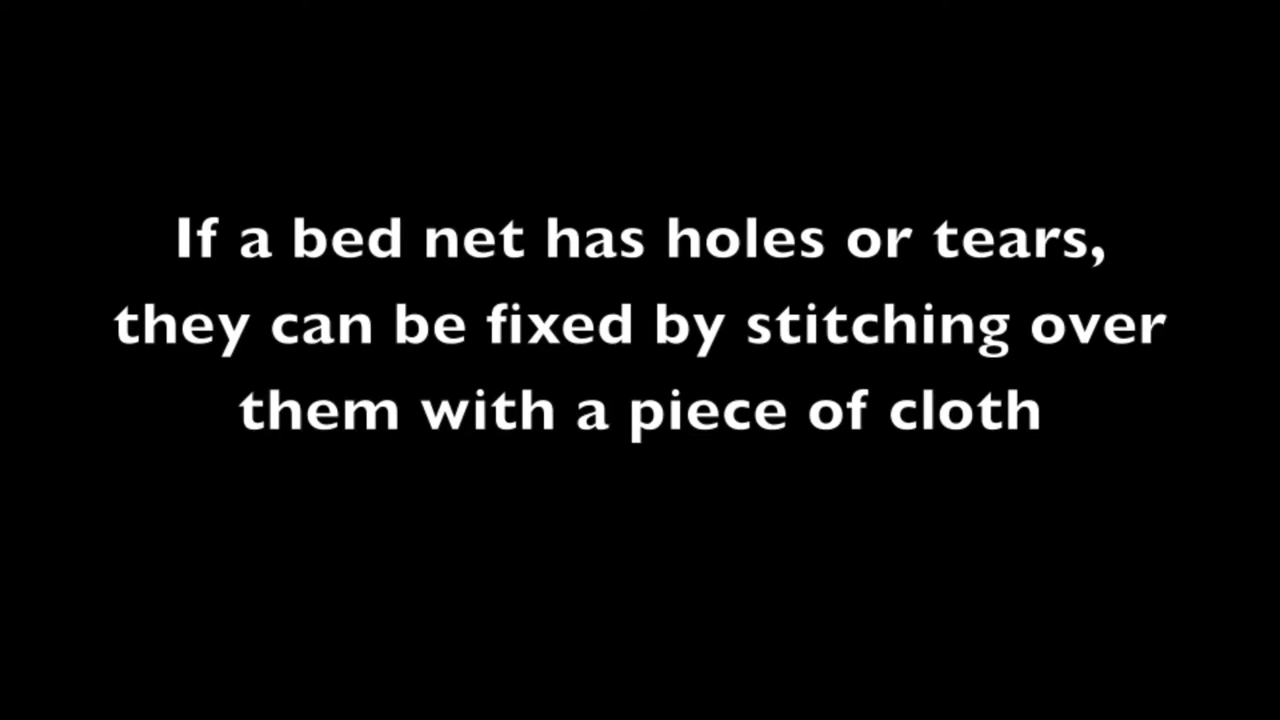 If a bed net has holes or tears,
they can be fixed by stitching over
them with a piece of cloth